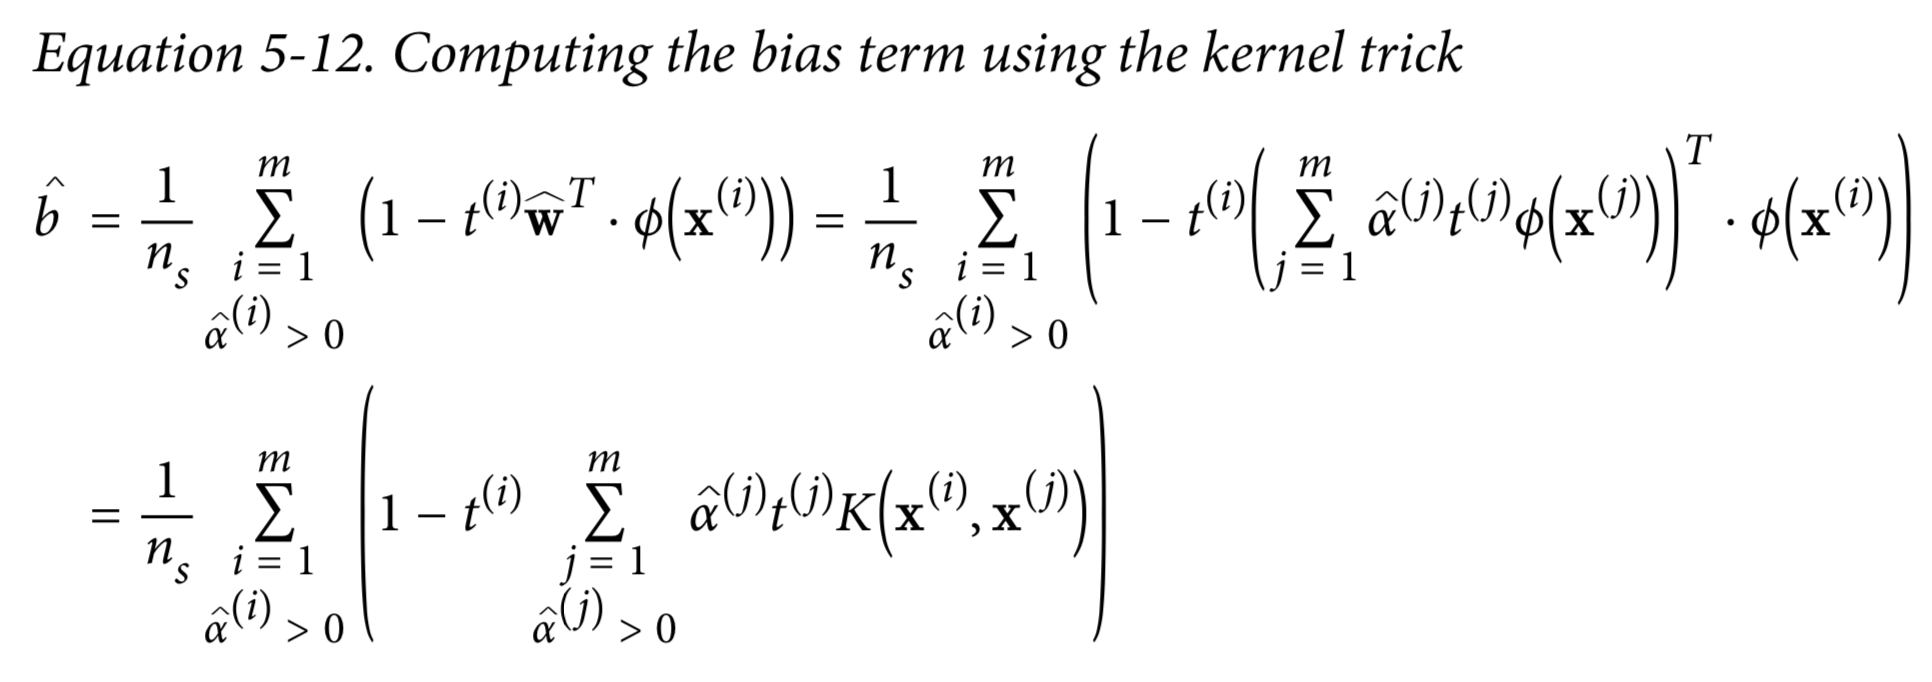 Equation 5-12. Computing the bias term using the kernel trick
b̂ = 1/n_s ∑_{i = 1, α̂^(i) > 0}^{m} (1 − t^(i) ŵ^T · ϕ(x^(i))) = 1/n_s ∑_{i = 1, α̂^(i) > 0}^{m} (1 − t^(i) (∑_{j = 1}^{m} α̂^(j) t^(j) ϕ(x^(j)))^T · ϕ(x^(i)))
= 1/n_s ∑_{i = 1, α̂^(i) > 0}^{m} (1 − t^(i) ∑_{j = 1, α̂^(j) > 0}^{m} α̂^(j) t^(j) K(x^(i), x^(j)))